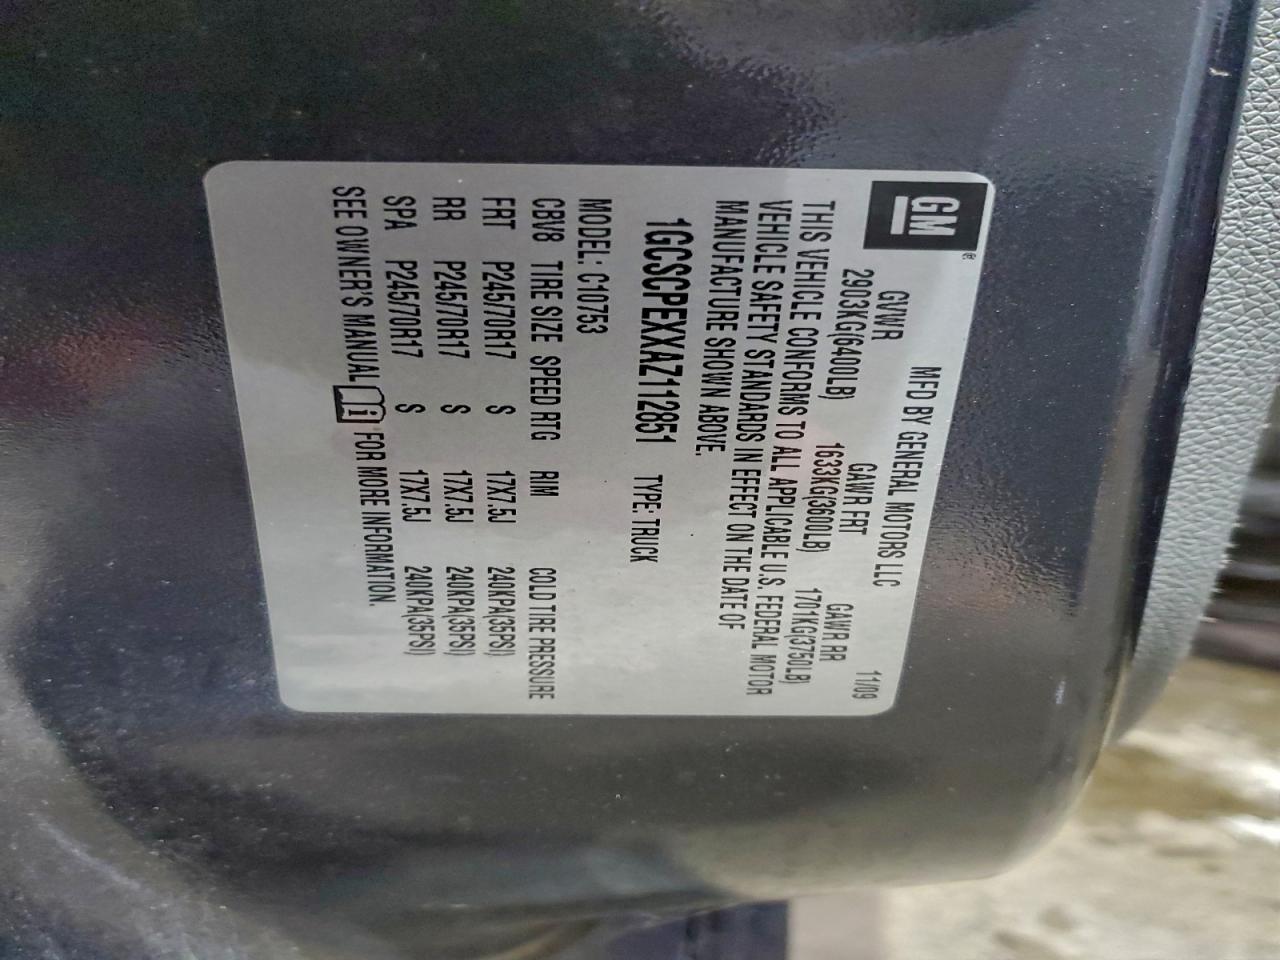 GM ®
MFD BY GENERAL MOTORS LLC 11/09
GVWR GAWR FRT GAWR RR
2903KG(6400LB) 1633KG(3600LB) 1701KG(3750LB)
THIS VEHICLE CONFORMS TO ALL APPLICABLE U.S. FEDERAL MOTOR
VEHICLE SAFETY STANDARDS IN EFFECT ON THE DATE OF
MANUFACTURE SHOWN ABOVE.
1GCSCPEXXAZ112851 TYPE: TRUCK
MODEL: C10753
CBV8 TIRE SIZE SPEED RTG RIM COLD TIRE PRESSURE
FRT P245/70R17 S 17X7.5J 240KPA(35PSI)
RR P245/70R17 S 17X7.5J 240KPA(35PSI)
SPA P245/70R17 S 17X7.5J 240KPA(35PSI)
SEE OWNER'S MANUAL i FOR MORE INFORMATION.